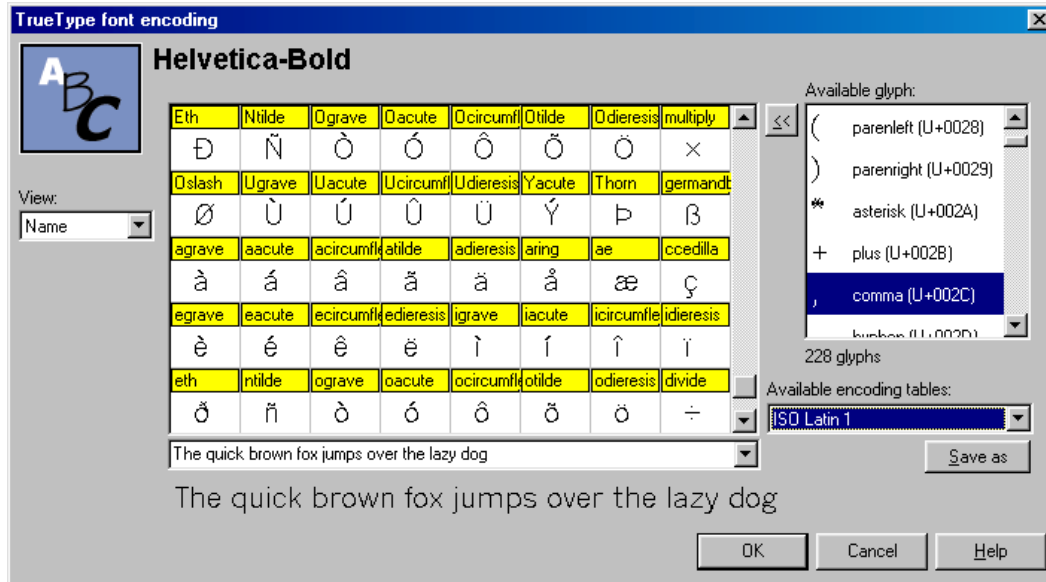 TrueType font encoding
ABC
Helvetica-Bold
View:
Name
Eth Ntilde Ograve Oacute Ocircumfl Otilde Odieresis multiply
Ð Ñ Ò Ó Ô Õ Ö ×
Oslash Ugrave Uacute Ucircumfl Udieresis Yacute Thorn germandb
Ø Ù Ú Û Ü Ý Þ ß
agrave aacute acircumfle atilde adieresis aring ae ccedilla
à á â ã ä å æ ç
egrave eacute ecircumfle edieresis igrave iacute icircumfle idieresis
è é ê ë ì í î ï
eth ntilde ograve oacute ocircumfle otilde odieresis divide
ð ñ ò ó ô õ ö ÷
The quick brown fox jumps over the lazy dog
The quick brown fox jumps over the lazy dog
<<
Available glyph:
( parenleft (U+0028)
) parenright (U+0029)
* asterisk (U+002A)
+ plus (U+002B)
, comma (U+002C)
hyphen (U+002D)
228 glyphs
Available encoding tables:
ISO Latin 1
Save as
OK Cancel Help